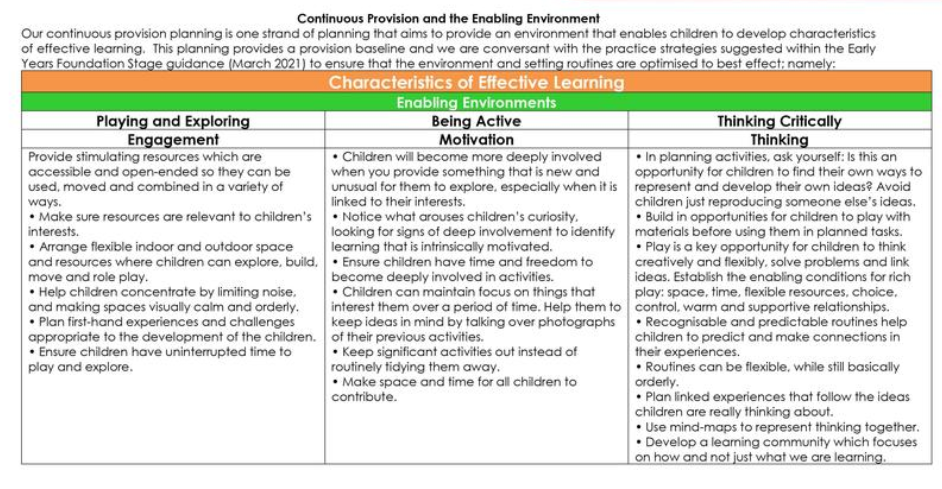 Continuous Provision and the Enabling Environment
Our continuous provision planning is one strand of planning that aims to provide an environment that enables children to develop characteristics
of effective learning. This planning provides a provision baseline and we are conversant with the practice strategies suggested within the Early
Years Foundation Stage guidance (March 2021) to ensure that the environment and setting routines are optimised to best effect; namely:
Characteristics of Effective Learning
Enabling Environments
Playing and Exploring
Engagement
Provide stimulating resources which are
accessible and open-ended so they can be
used, moved and combined in a variety of
ways.
• Make sure resources are relevant to children's
interests.
• Arrange flexible indoor and outdoor space
and resources where children can explore, build,
move and role play.
• Help children concentrate by limiting noise,
and making spaces visually calm and orderly.
• Plan first-hand experiences and challenges
appropriate to the development of the children.
• Ensure children have uninterrupted time to
play and explore.
Being Active
Motivation
• Children will become more deeply involved
when you provide something that is new and
unusual for them to explore, especially when it is
linked to their interests.
• Notice what arouses children's curiosity,
looking for signs of deep involvement to identify
learning that is intrinsically motivated.
• Ensure children have time and freedom to
become deeply involved in activities.
• Children can maintain focus on things that
interest them over a period of time. Help them to
keep ideas in mind by talking over photographs
of their previous activities.
• Keep significant activities out instead of
routinely tidying them away.
• Make space and time for all children to
contribute.
Thinking Critically
Thinking
• In planning activities, ask yourself: Is this an
opportunity for children to find their own ways to
represent and develop their own ideas? Avoid
children just reproducing someone else's ideas.
• Build in opportunities for children to play with
materials before using them in planned tasks.
• Play is a key opportunity for children to think
creatively and flexibly, solve problems and link
ideas. Establish the enabling conditions for rich
play: space, time, flexible resources, choice,
control, warm and supportive relationships.
• Recognisable and predictable routines help
children to predict and make connections in
their experiences.
• Routines can be flexible, while still basically
orderly.
• Plan linked experiences that follow the ideas
children are really thinking about.
• Use mind-maps to represent thinking together.
• Develop a learning community which focuses
on how and not just what we are learning.